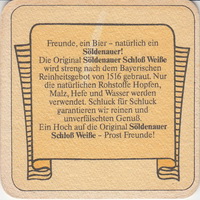 Freunde, ein Bier – natürlich ein
Söldenauer!
Die Original Söldenauer Schloß Weiße
wird streng nach dem Bayerischen
Reinheitsgebot von 1516 gebraut. Nur
die natürlichen Rohstoffe Hopfen,
Malz, Hefe und Wasser werden
verwendet. Schluck für Schluck
garantieren wir reinen und
unverfälschten Genuß.
Ein Hoch auf die Original Söldenauer
Schloß Weiße – Prost Freunde!